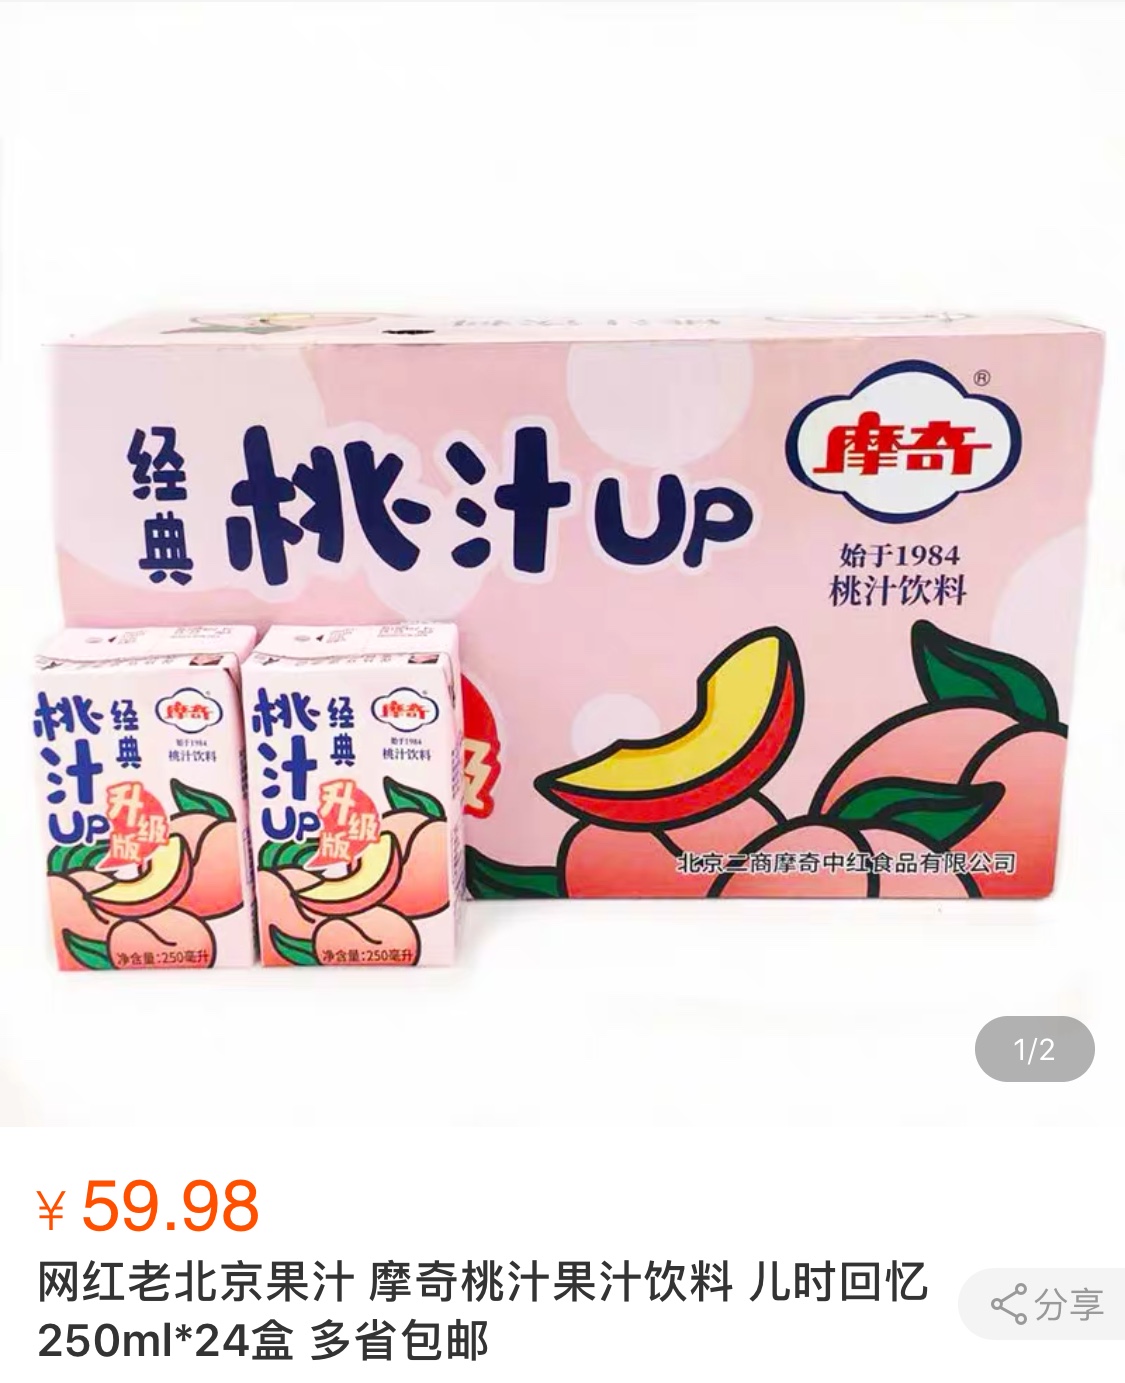 经典
桃汁UP
摩奇
®
始于1984
桃汁饮料
北京二商摩奇中红食品有限公司
级
桃汁UP
经典
摩奇
始于1984
桃汁饮料
升级版
净含量:250毫升
桃汁UP
经典
摩奇
始于1984
桃汁饮料
升级版
净含量:250毫升
1/2
¥ 59.98
网红老北京果汁 摩奇桃汁果汁饮料 儿时回忆
250ml*24盒 多省包邮
分享